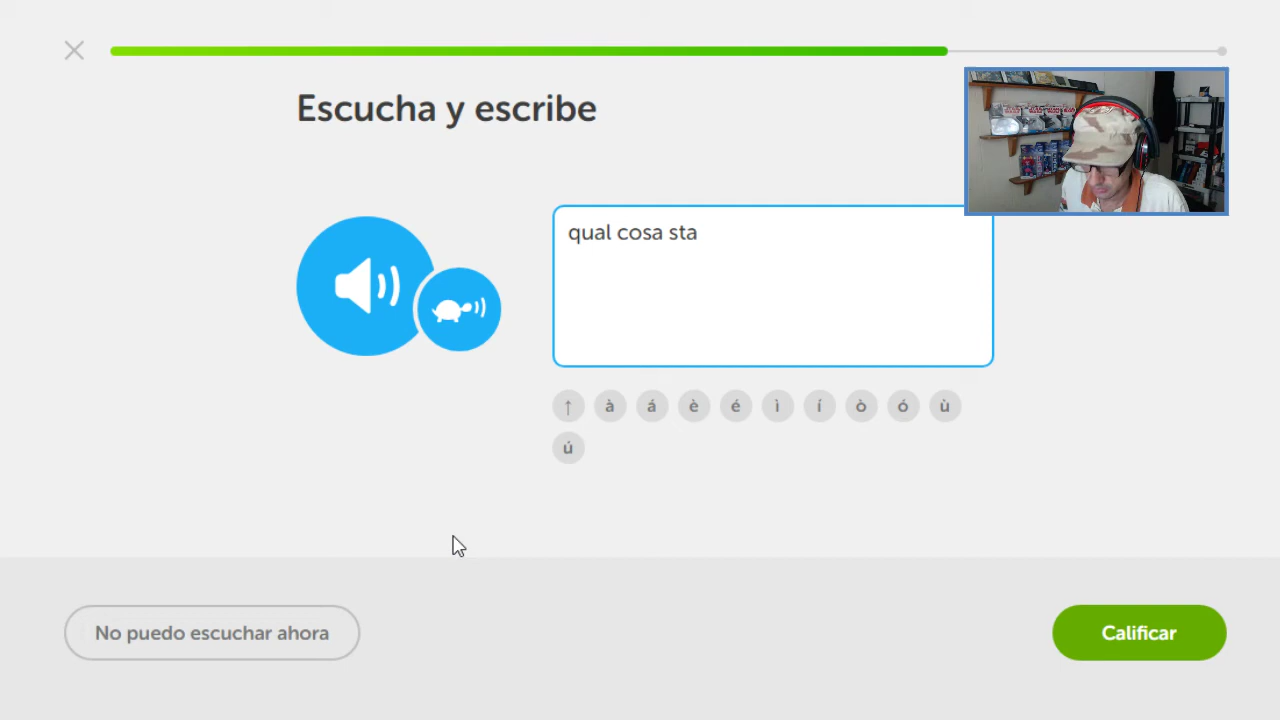 Escucha y escribe
qual cosa sta
↑ à á è é ì í ò ó ù
ú
No puedo escuchar ahora
Calificar